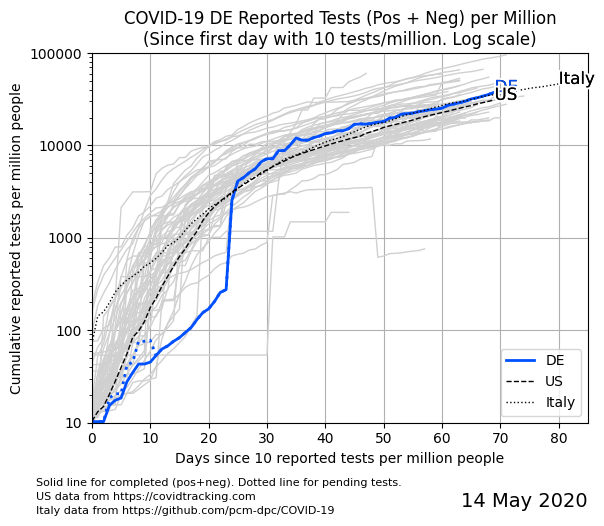 COVID-19 DE Reported Tests (Pos + Neg) per Million
(Since first day with 10 tests/million. Log scale)
Cumulative reported tests per million people
100000
10000
1000
100
10
DE
US
Italy
DE
US
Italy
0
10
20
30
40
50
60
70
80
Days since 10 reported tests per million people
Solid line for completed (pos+neg). Dotted line for pending tests.
US data from https://covidtracking.com
Italy data from https://github.com/pcm-dpc/COVID-19
14 May 2020